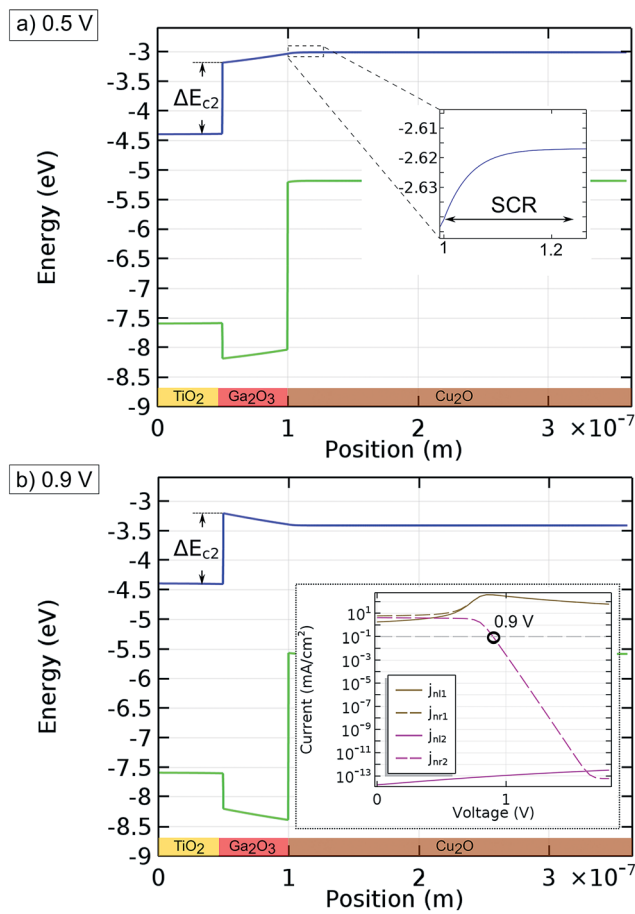 a) 0.5 V
-3
-3.5
ΔEc2
-4
-4.5
-5
-5.5
-6
-6.5
-7
-7.5
-8
-8.5
-9
Energy (eV)
-2.61
-2.62
-2.63
SCR
1
1.2
TiO2
Ga2O3
Cu2O
0
1
2
3
×10⁻⁷
Position (m)
b) 0.9 V
-3
-3.5
ΔEc2
-4
-4.5
-5
-5.5
-6
-6.5
-7
-7.5
-8
-8.5
-9
Energy (eV)
10¹
10⁻¹
10⁻³
10⁻⁵
10⁻⁷
10⁻⁹
10⁻¹¹
10⁻¹³
Current (mA/cm²)
0.9 V
jnl1
jnr1
jnl2
jnr2
0
1
Voltage (V)
TiO2
Ga2O3
Cu2O
0
1
2
3
×10⁻⁷
Position (m)